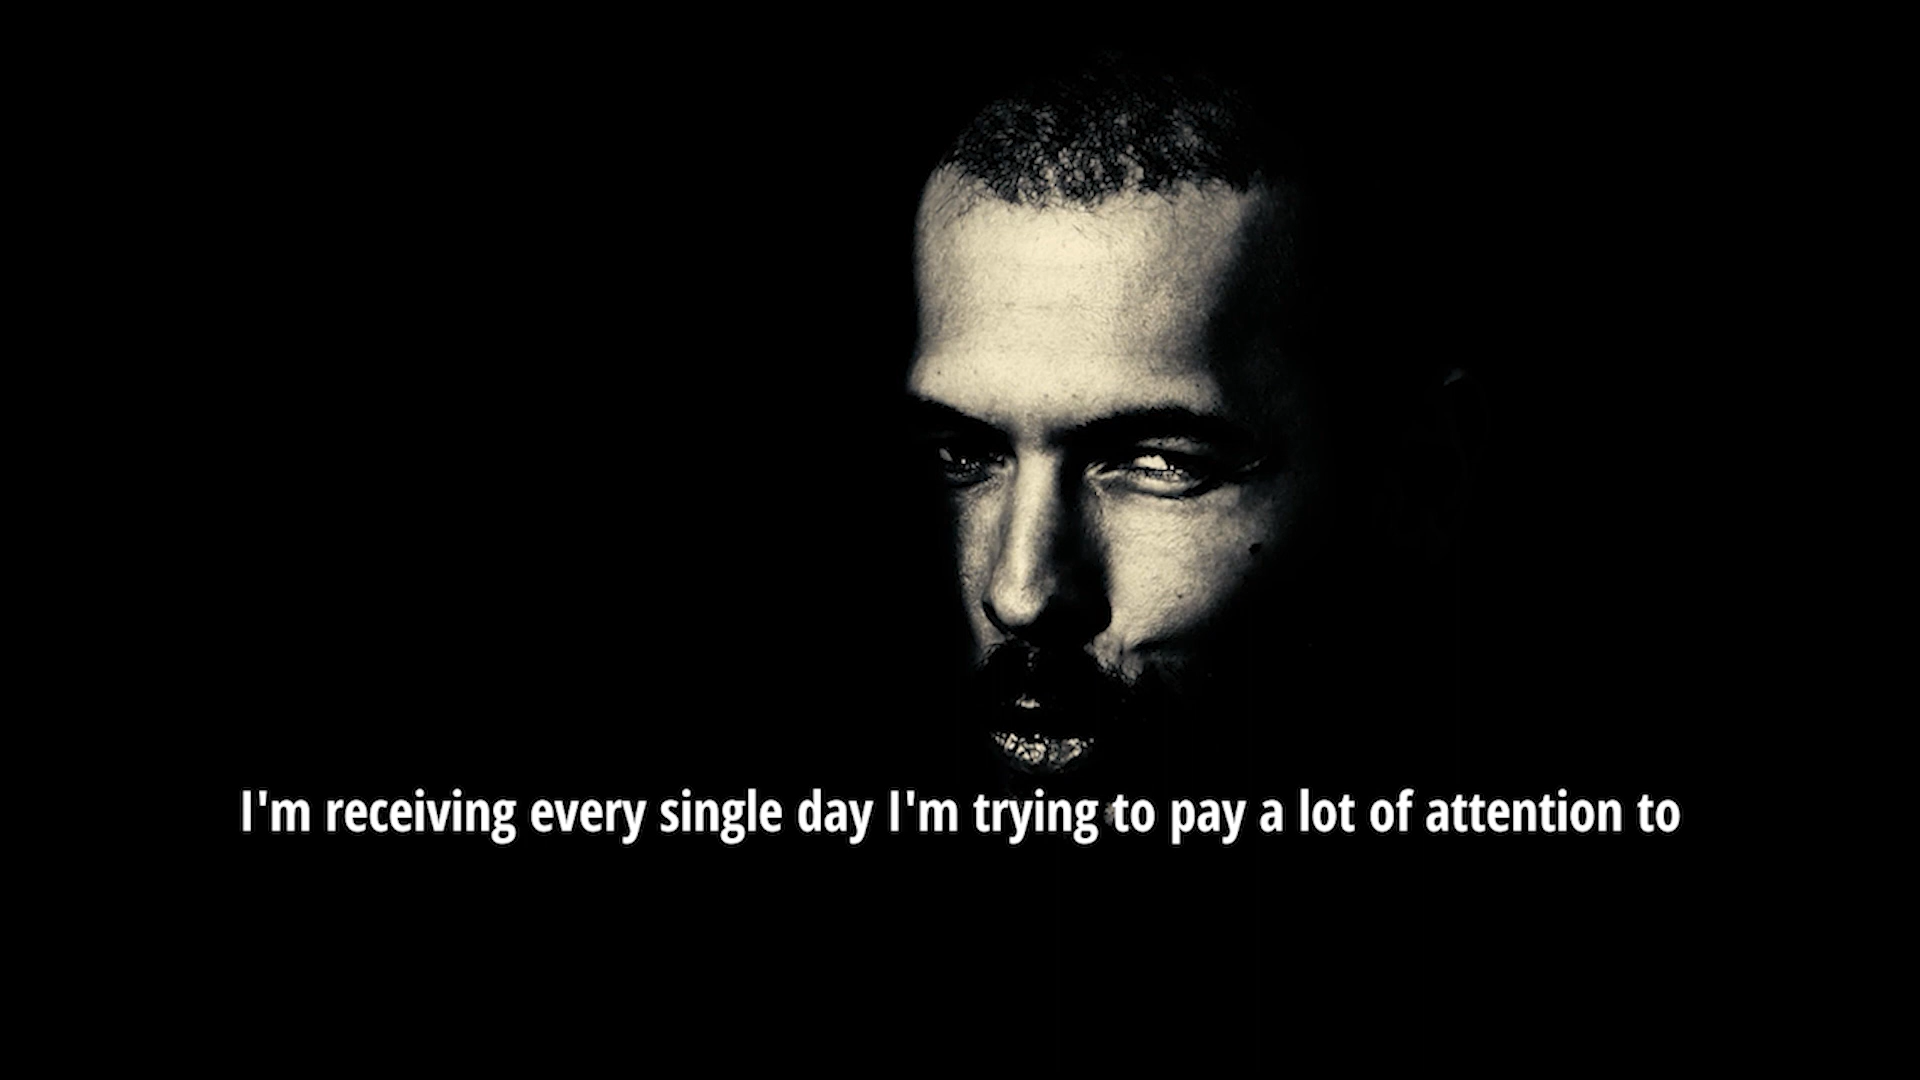 I'm receiving every single day I'm trying to pay a lot of attention to